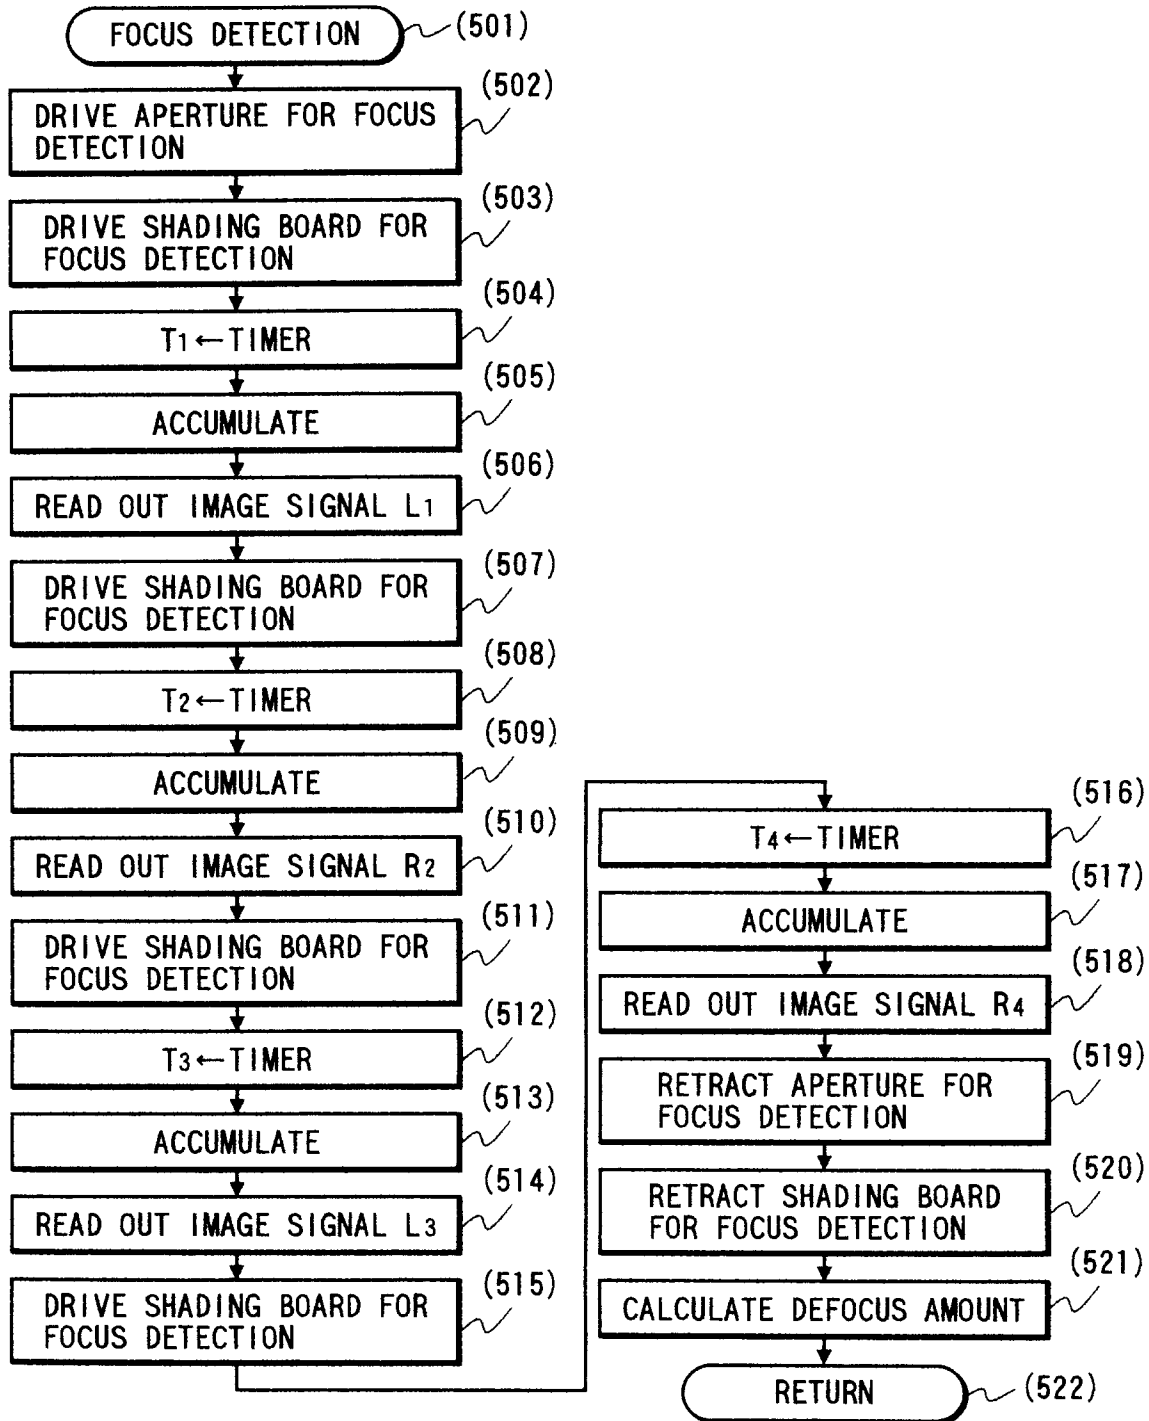 FOCUS DETECTION
(501)
(502)
DRIVE APERTURE FOR FOCUS
DETECTION
(503)
DRIVE SHADING BOARD FOR
FOCUS DETECTION
(504)
T1←TIMER
(505)
ACCUMULATE
(506)
READ OUT IMAGE SIGNAL L1
(507)
DRIVE SHADING BOARD FOR
FOCUS DETECTION
(508)
T2←TIMER
(509)
ACCUMULATE
(510)
READ OUT IMAGE SIGNAL R2
(511)
DRIVE SHADING BOARD FOR
FOCUS DETECTION
(512)
T3←TIMER
(513)
ACCUMULATE
(514)
READ OUT IMAGE SIGNAL L3
(515)
DRIVE SHADING BOARD FOR
FOCUS DETECTION
(516)
T4←TIMER
(517)
ACCUMULATE
(518)
READ OUT IMAGE SIGNAL R4
(519)
RETRACT APERTURE FOR
FOCUS DETECTION
(520)
RETRACT SHADING BOARD
FOR FOCUS DETECTION
(521)
CALCULATE DEFOCUS AMOUNT
RETURN
(522)